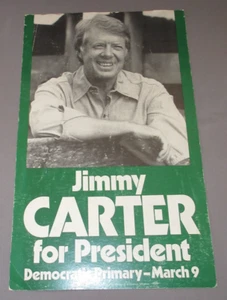 Jimmy
CARTER
for President
Democratic Primary–March 9